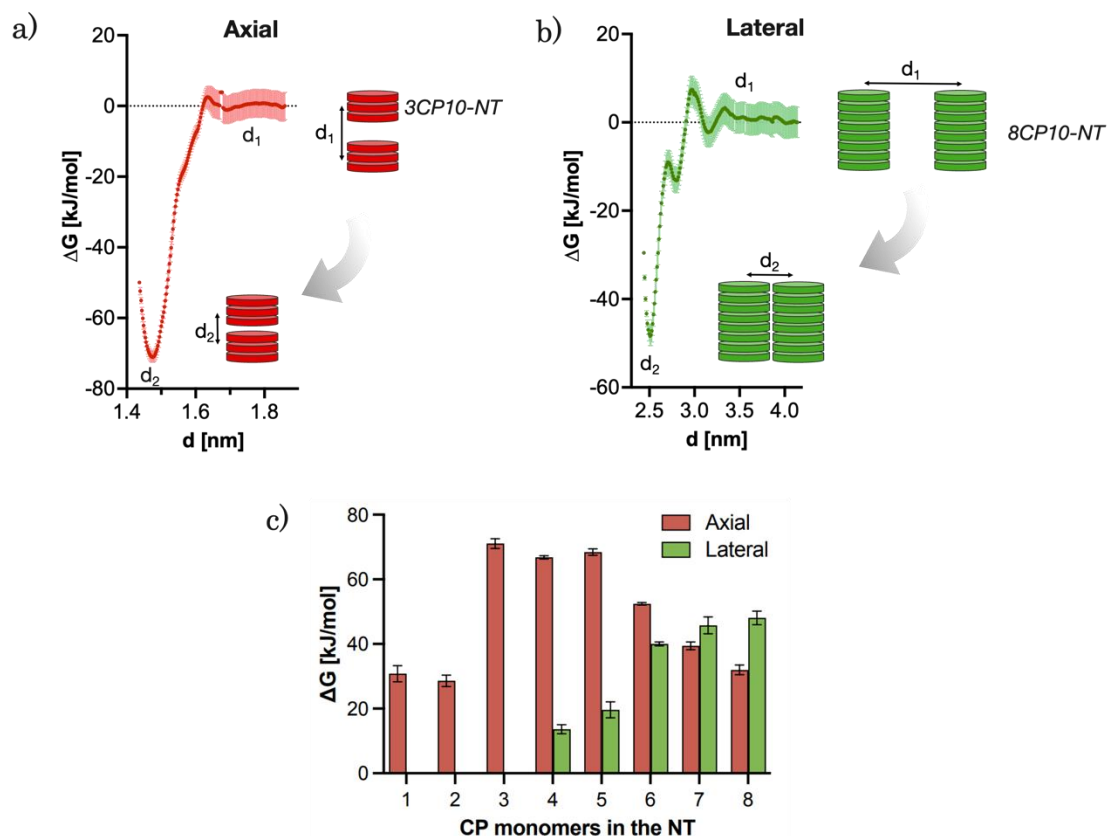 a)
Axial
20
0
-20
-40
-60
-80
ΔG [kJ/mol]
1.4
1.6
1.8
d [nm]
d₁
d₂
3CP10-NT
d₁
d₂
b)
Lateral
20
0
-20
-40
-60
ΔG [kJ/mol]
2.5
3.0
3.5
4.0
d [nm]
d₁
d₂
d₁
8CP10-NT
d₂
c)
80
60
40
20
0
ΔG [kJ/mol]
Axial
Lateral
1
2
3
4
5
6
7
8
CP monomers in the NT